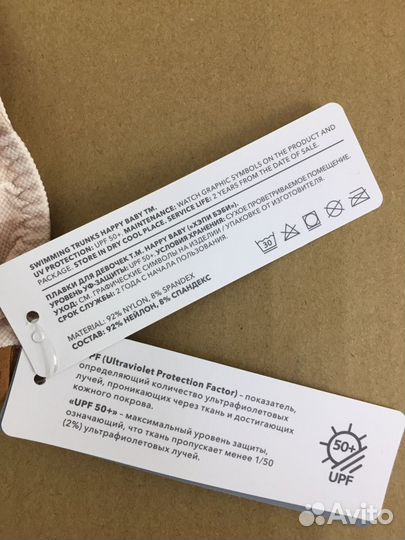 SWIMMING TRUNKS HAPPY BABY TM.
UV PROTECTION: UPF 50+. MAINTENANCE: WATCH GRAPHIC SYMBOLS ON THE PRODUCT AND
PACKAGE. STORE IN DRY COOL PLACE. SERVICE LIFE: 2 YEARS FROM THE DATE OF SALE.
ПЛАВКИ ДЛЯ ДЕВОЧЕК Т.М. HAPPY BABY («ХЭПИ БЭБИ»).
УРОВЕНЬ УФ-ЗАЩИТЫ: UPF 50+. УСЛОВИЯ ХРАНЕНИЯ: СУХОЕ ПРОВЕТРИВАЕМОЕ ПОМЕЩЕНИЕ.
УХОД: СМ. ГРАФИЧЕСКИЕ СИМВОЛЫ НА ИЗДЕЛИИ / УПАКОВКЕ ОТ ИЗГОТОВИТЕЛЯ.
СРОК СЛУЖБЫ: 2 ГОДА С НАЧАЛА ПОЛЬЗОВАНИЯ.
MATERIAL: 92% NYLON, 8% SPANDEX
СОСТАВ: 92% НЕЙЛОН, 8% СПАНДЕКС
30
PF (Ultraviolet Protection Factor) – показатель,
определяющий количество ультрафиолетовых
лучей, проникающих через ткань и достигающих
кожного покрова.
«UPF 50+» – максимальный уровень защиты,
означающий, что ткань пропускает менее 1/50
(2%) ультрафиолетовых лучей.
50+
UPF
Avito